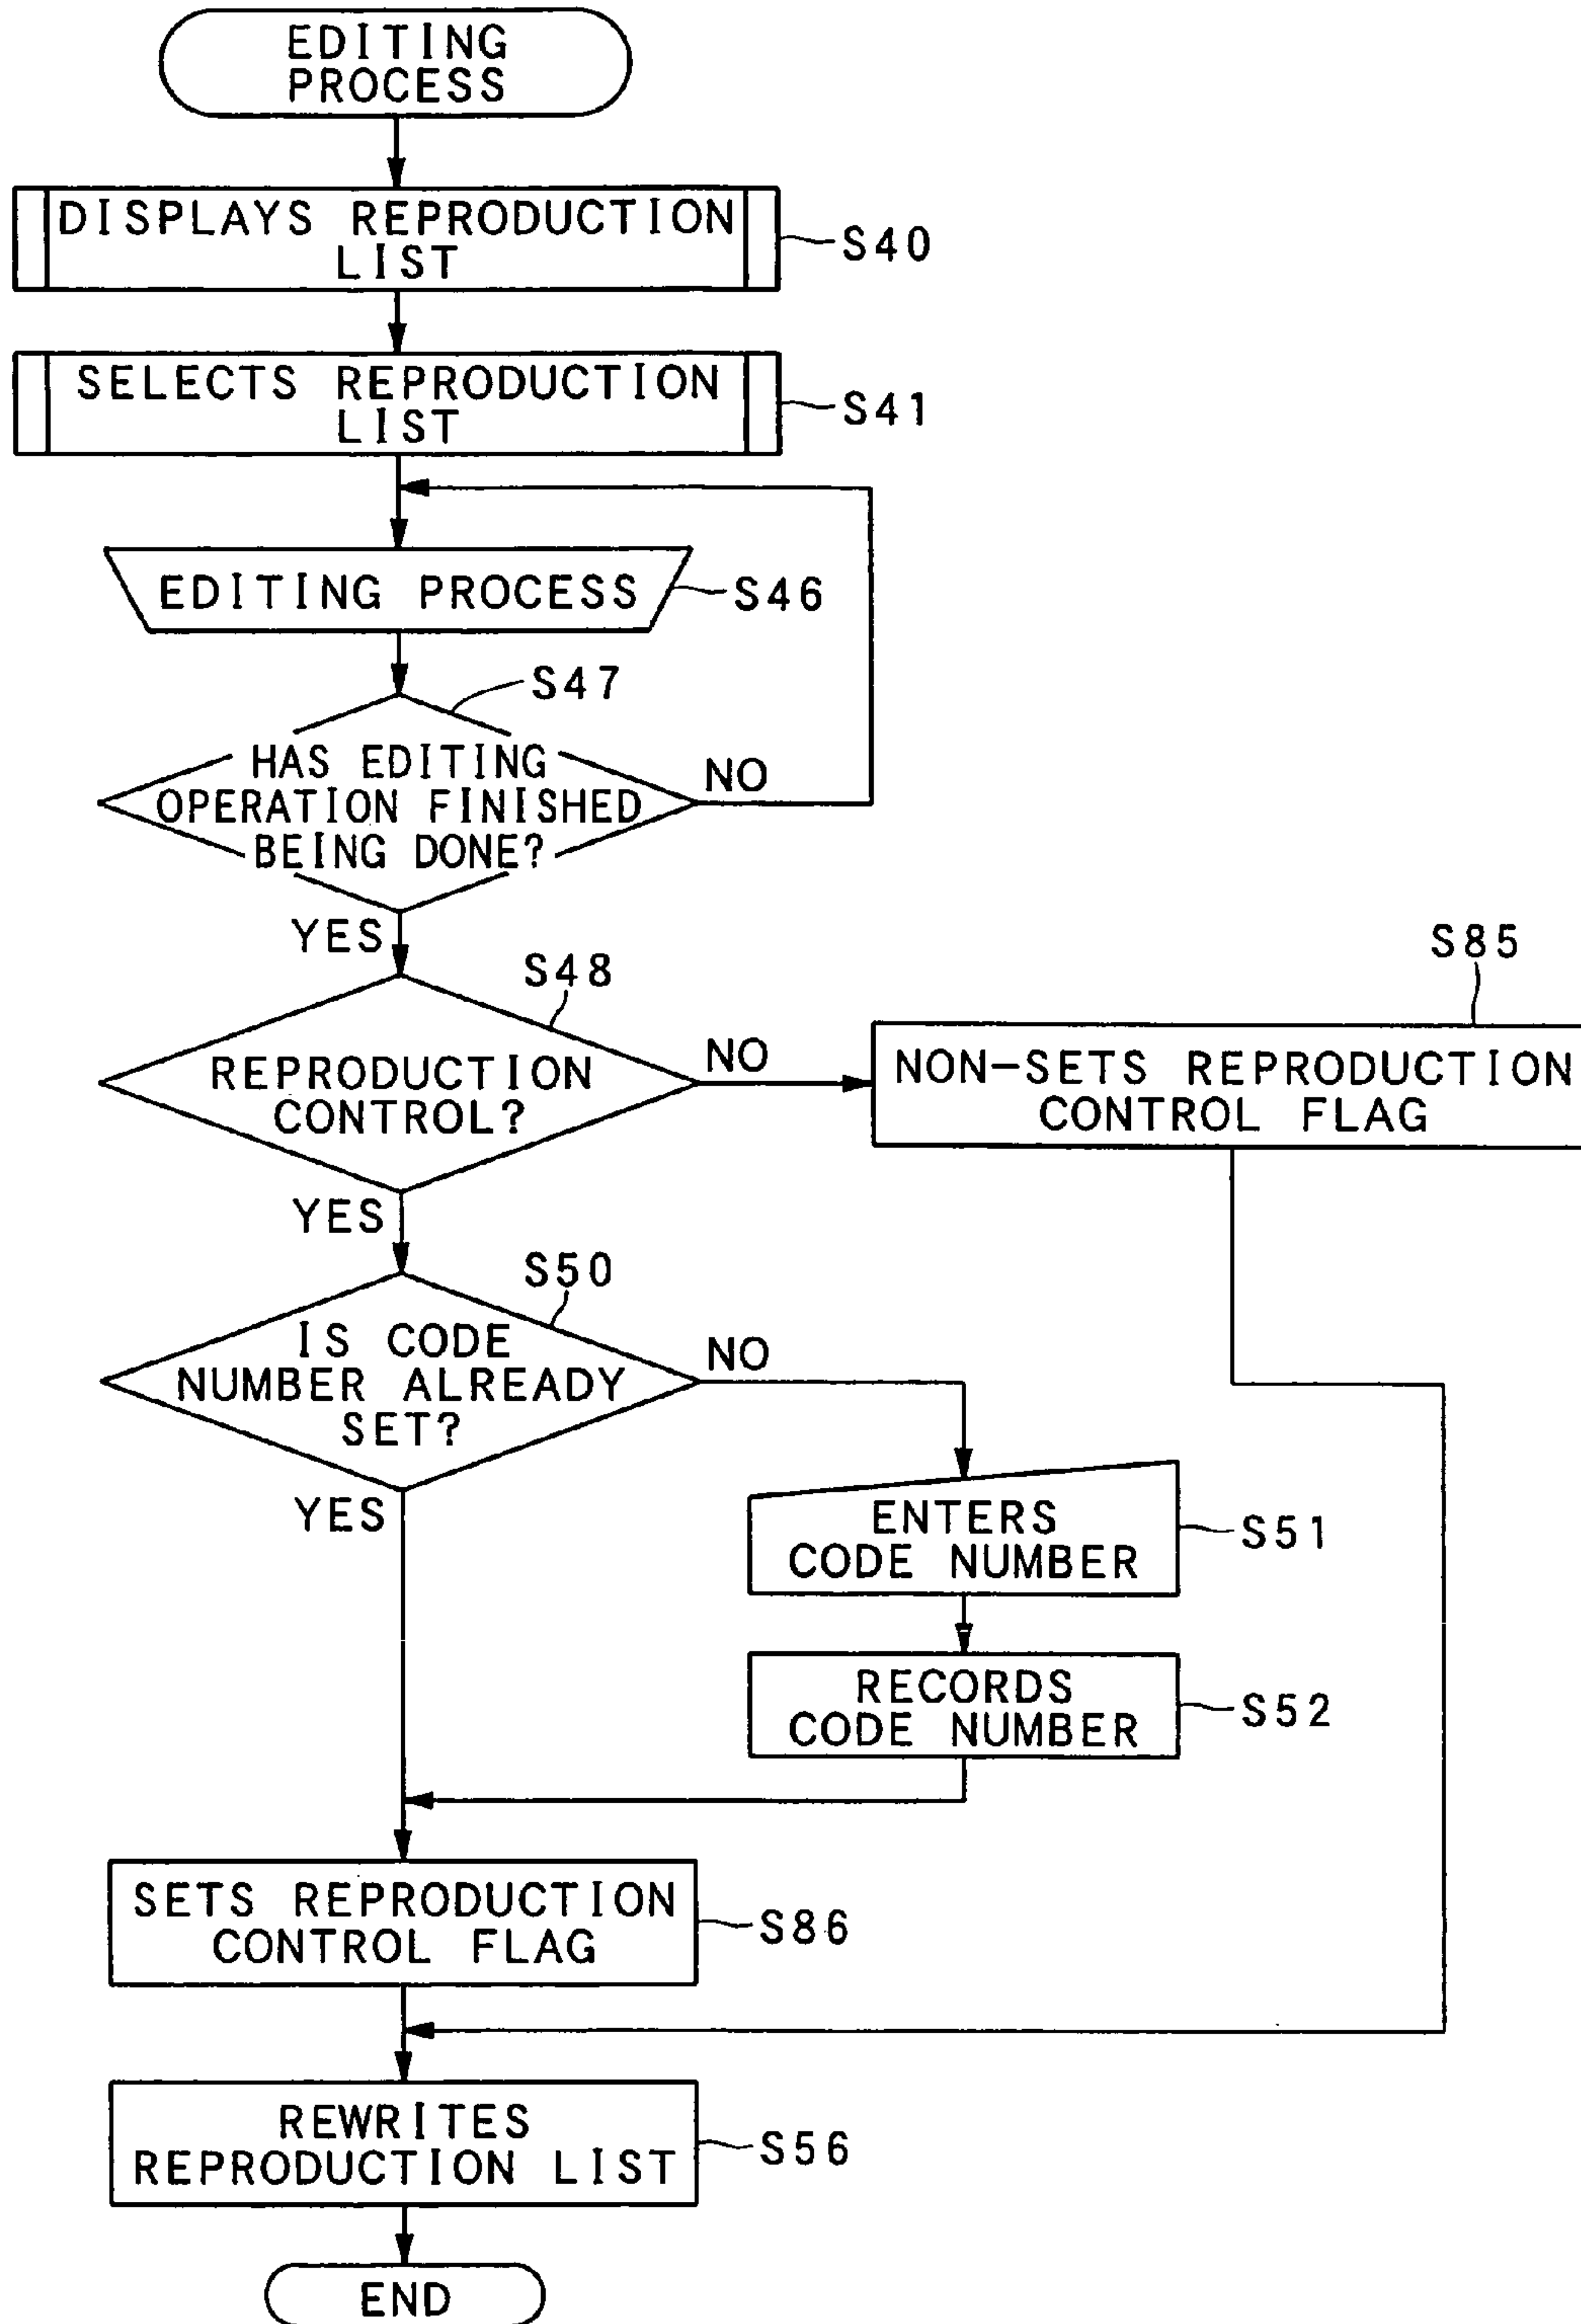 EDITING
PROCESS
DISPLAYS REPRODUCTION
LIST
S40
SELECTS REPRODUCTION
LIST
S41
EDITING PROCESS
S46
S47
HAS EDITING
OPERATION FINISHED
BEING DONE?
NO
YES
S48
REPRODUCTION
CONTROL?
NO
S85
NON-SETS REPRODUCTION
CONTROL FLAG
YES
S50
IS CODE
NUMBER ALREADY
SET?
NO
YES
ENTERS
CODE NUMBER
S51
RECORDS
CODE NUMBER
S52
SETS REPRODUCTION
CONTROL FLAG
S86
REWRITES
REPRODUCTION LIST
S56
END